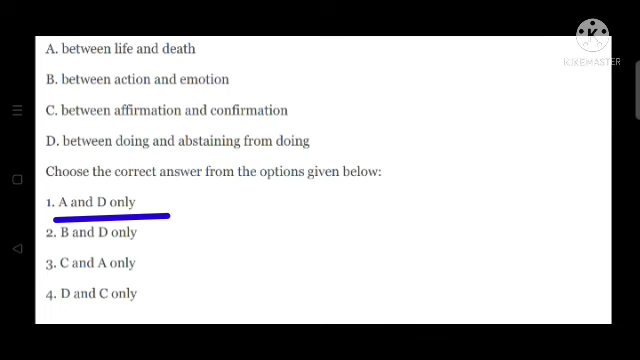 A. between life and death
B. between action and emotion
C. between affirmation and confirmation
D. between doing and abstaining from doing
Choose the correct answer from the options given below:
1. A and D only
2. B and D only
3. C and A only
4. D and C only
K
KINEMASTER